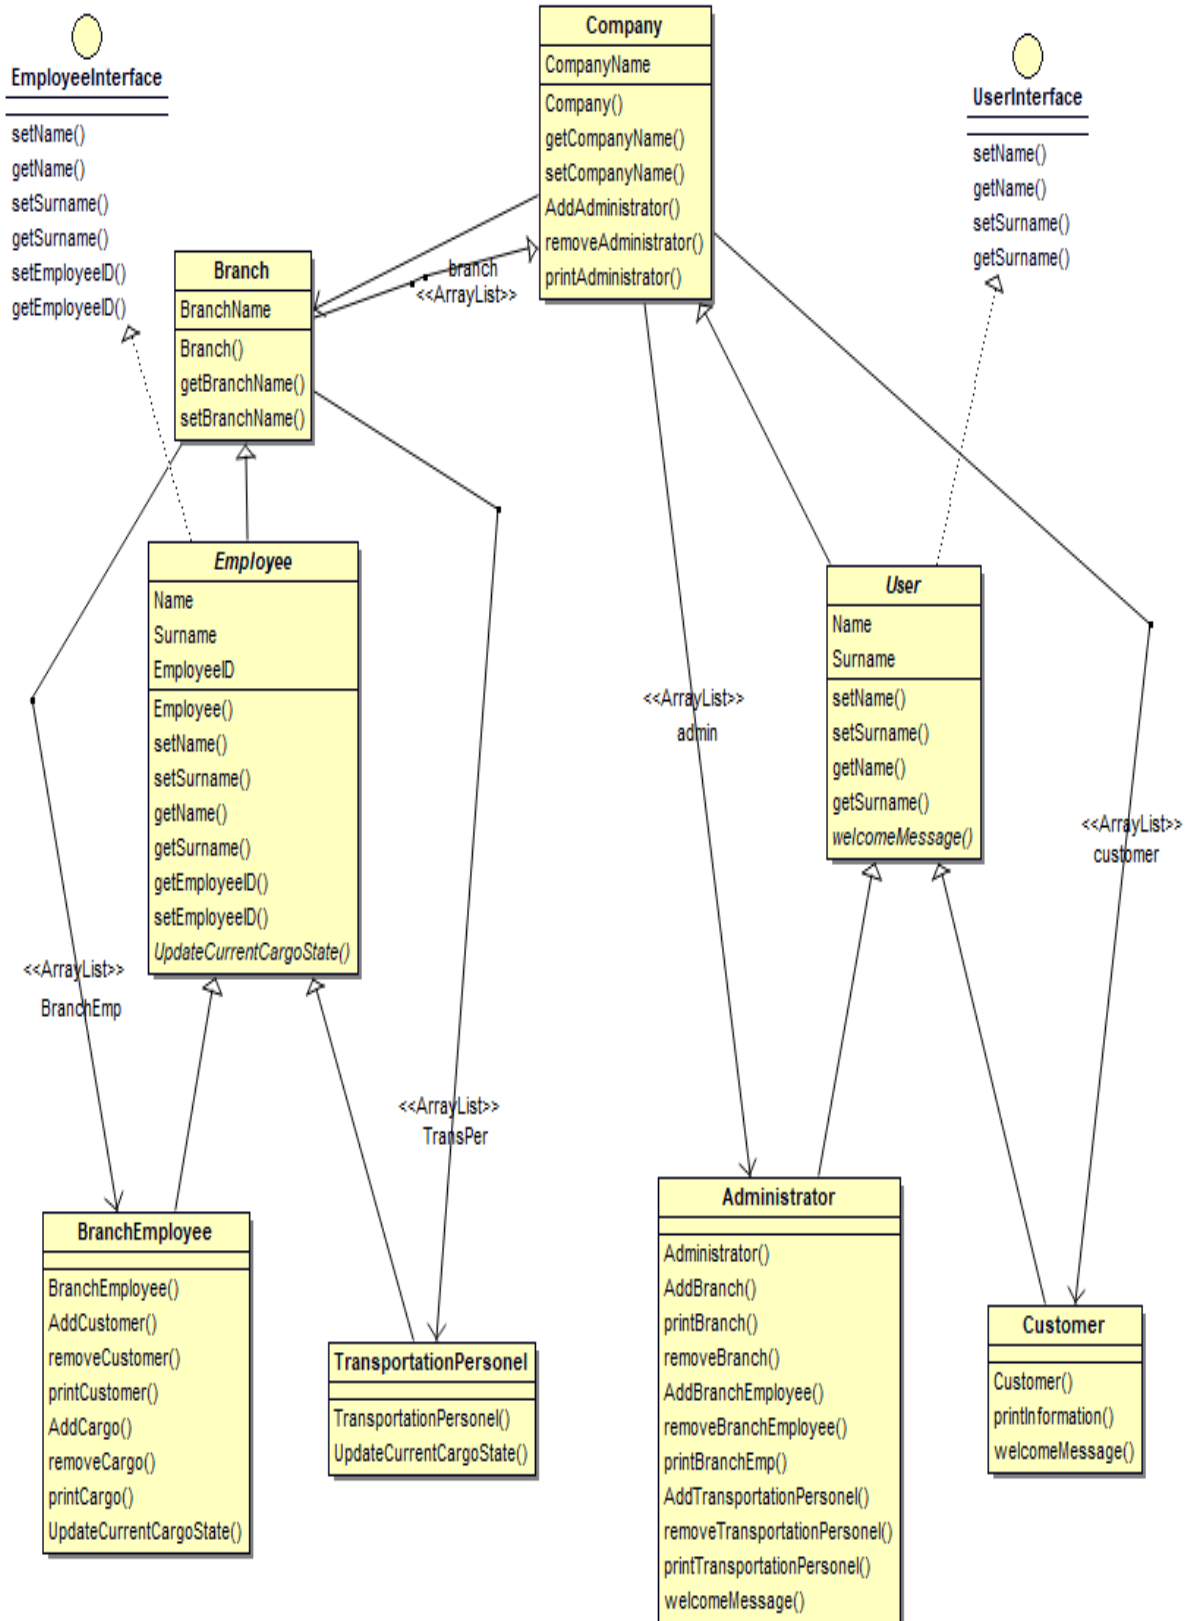 EmployeeInterface
setName()
getName()
setSurname()
getSurname()
setEmployeeID()
getEmployeeID()
Company
CompanyName
Company()
getCompanyName()
setCompanyName()
AddAdministrator()
removeAdministrator()
printAdministrator()
UserInterface
setName()
getName()
setSurname()
getSurname()
Branch
BranchName
Branch()
getBranchName()
setBranchName()
branch
<<ArrayList>>
Employee
Name
Surname
EmployeeID
Employee()
setName()
setSurname()
getName()
getSurname()
getEmployeeID()
setEmployeeID()
UpdateCurrentCargoState()
User
Name
Surname
setName()
setSurname()
getName()
getSurname()
welcomeMessage()
<<ArrayList>>
admin
<<ArrayList>>
customer
<<ArrayList>>
BranchEmp
<<ArrayList>>
TransPer
BranchEmployee
BranchEmployee()
AddCustomer()
removeCustomer()
printCustomer()
AddCargo()
removeCargo()
printCargo()
UpdateCurrentCargoState()
TransportationPersonel
TransportationPersonel()
UpdateCurrentCargoState()
Administrator
Administrator()
AddBranch()
printBranch()
removeBranch()
AddBranchEmployee()
removeBranchEmployee()
printBranchEmp()
AddTransportationPersonel()
removeTransportationPersonel()
printTransportationPersonel()
welcomeMessage()
Customer
Customer()
printInformation()
welcomeMessage()